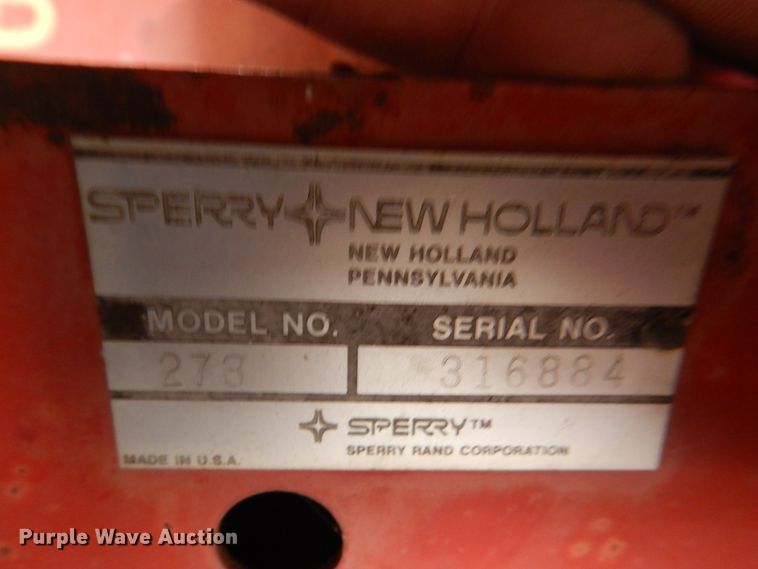 SPERRY NEW HOLLAND™
NEW HOLLAND
PENNSYLVANIA
MODEL NO. SERIAL NO.
273 316884
SPERRY™
SPERRY RAND CORPORATION
MADE IN U.S.A.
Purple Wave Auction